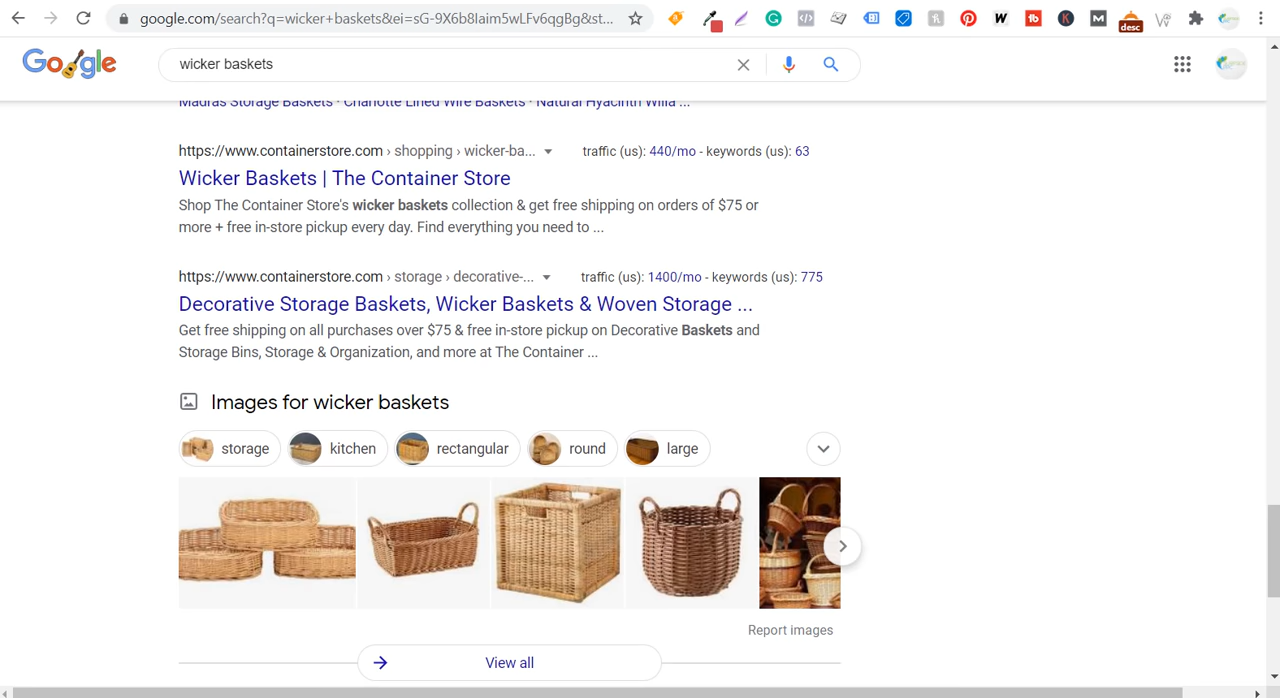 google.com/search?q=wicker+baskets&ei=sG-9X6b8Iaim5wLFv6qgBg&st...
desc
Google
wicker baskets
Madras Storage Baskets · Charlotte Lined Wire Baskets · Natural Hyacinth Willa ...
https://www.containerstore.com › shopping › wicker-ba... traffic (us): 440/mo - keywords (us): 63
Wicker Baskets | The Container Store
Shop The Container Store's wicker baskets collection & get free shipping on orders of $75 or
more + free in-store pickup every day. Find everything you need to ...
https://www.containerstore.com › storage › decorative-... traffic (us): 1400/mo - keywords (us): 775
Decorative Storage Baskets, Wicker Baskets & Woven Storage ...
Get free shipping on all purchases over $75 & free in-store pickup on Decorative Baskets and
Storage Bins, Storage & Organization, and more at The Container ...
Images for wicker baskets
storage kitchen rectangular round large
Report images
View all